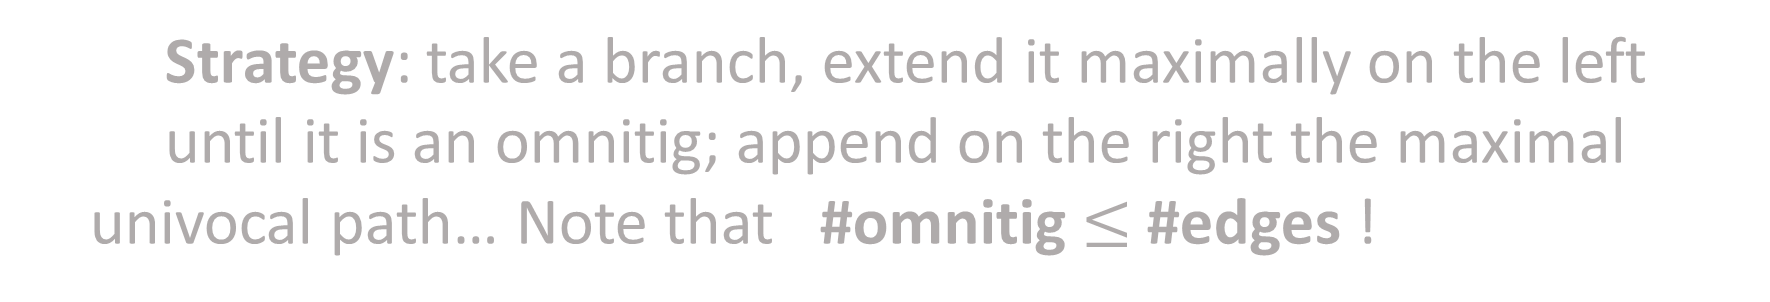 Strategy: take a branch, extend it maximally on the left
until it is an omnitig; append on the right the maximal
univocal path... Note that #omnitig ≤ #edges !